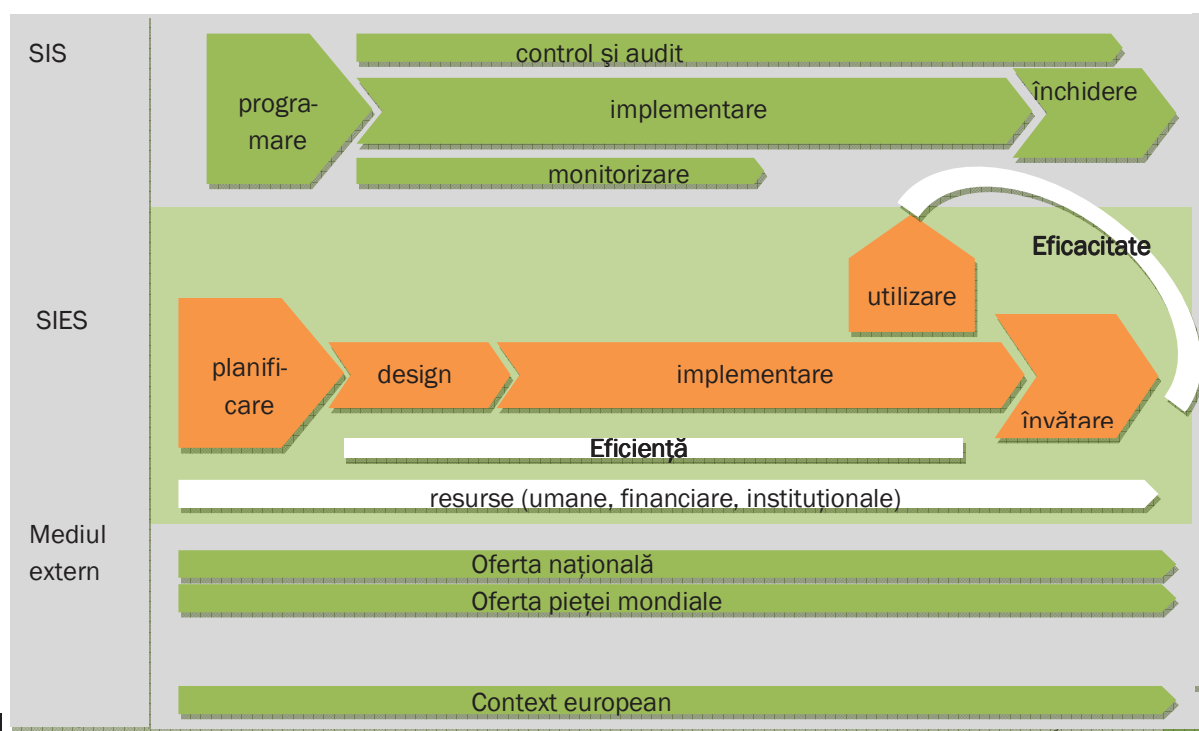 SIS
control și audit
progra-
mare
implementare
închidere
monitorizare
SIES
Eficacitate
utilizare
planifi-
care
design
implementare
învățare
Eficiență
resurse (umane, financiare, instituționale)
Mediul
extern
Oferta națională
Oferta pieței mondiale
Context european